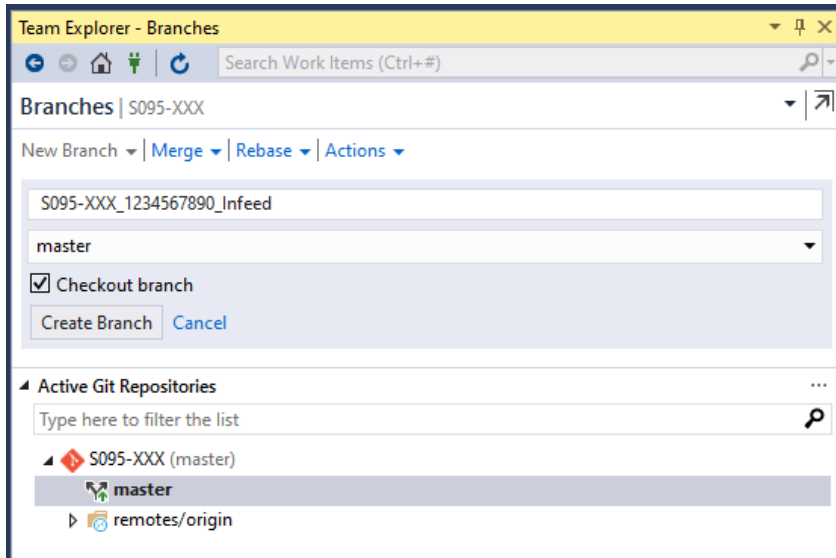 Team Explorer - Branches
Search Work Items (Ctrl+#)
Branches | S095-XXX
New Branch | Merge | Rebase | Actions
S095-XXX_1234567890_Infeed
master
Checkout branch
Create Branch Cancel
Active Git Repositories ...
Type here to filter the list
S095-XXX (master)
master
remotes/origin